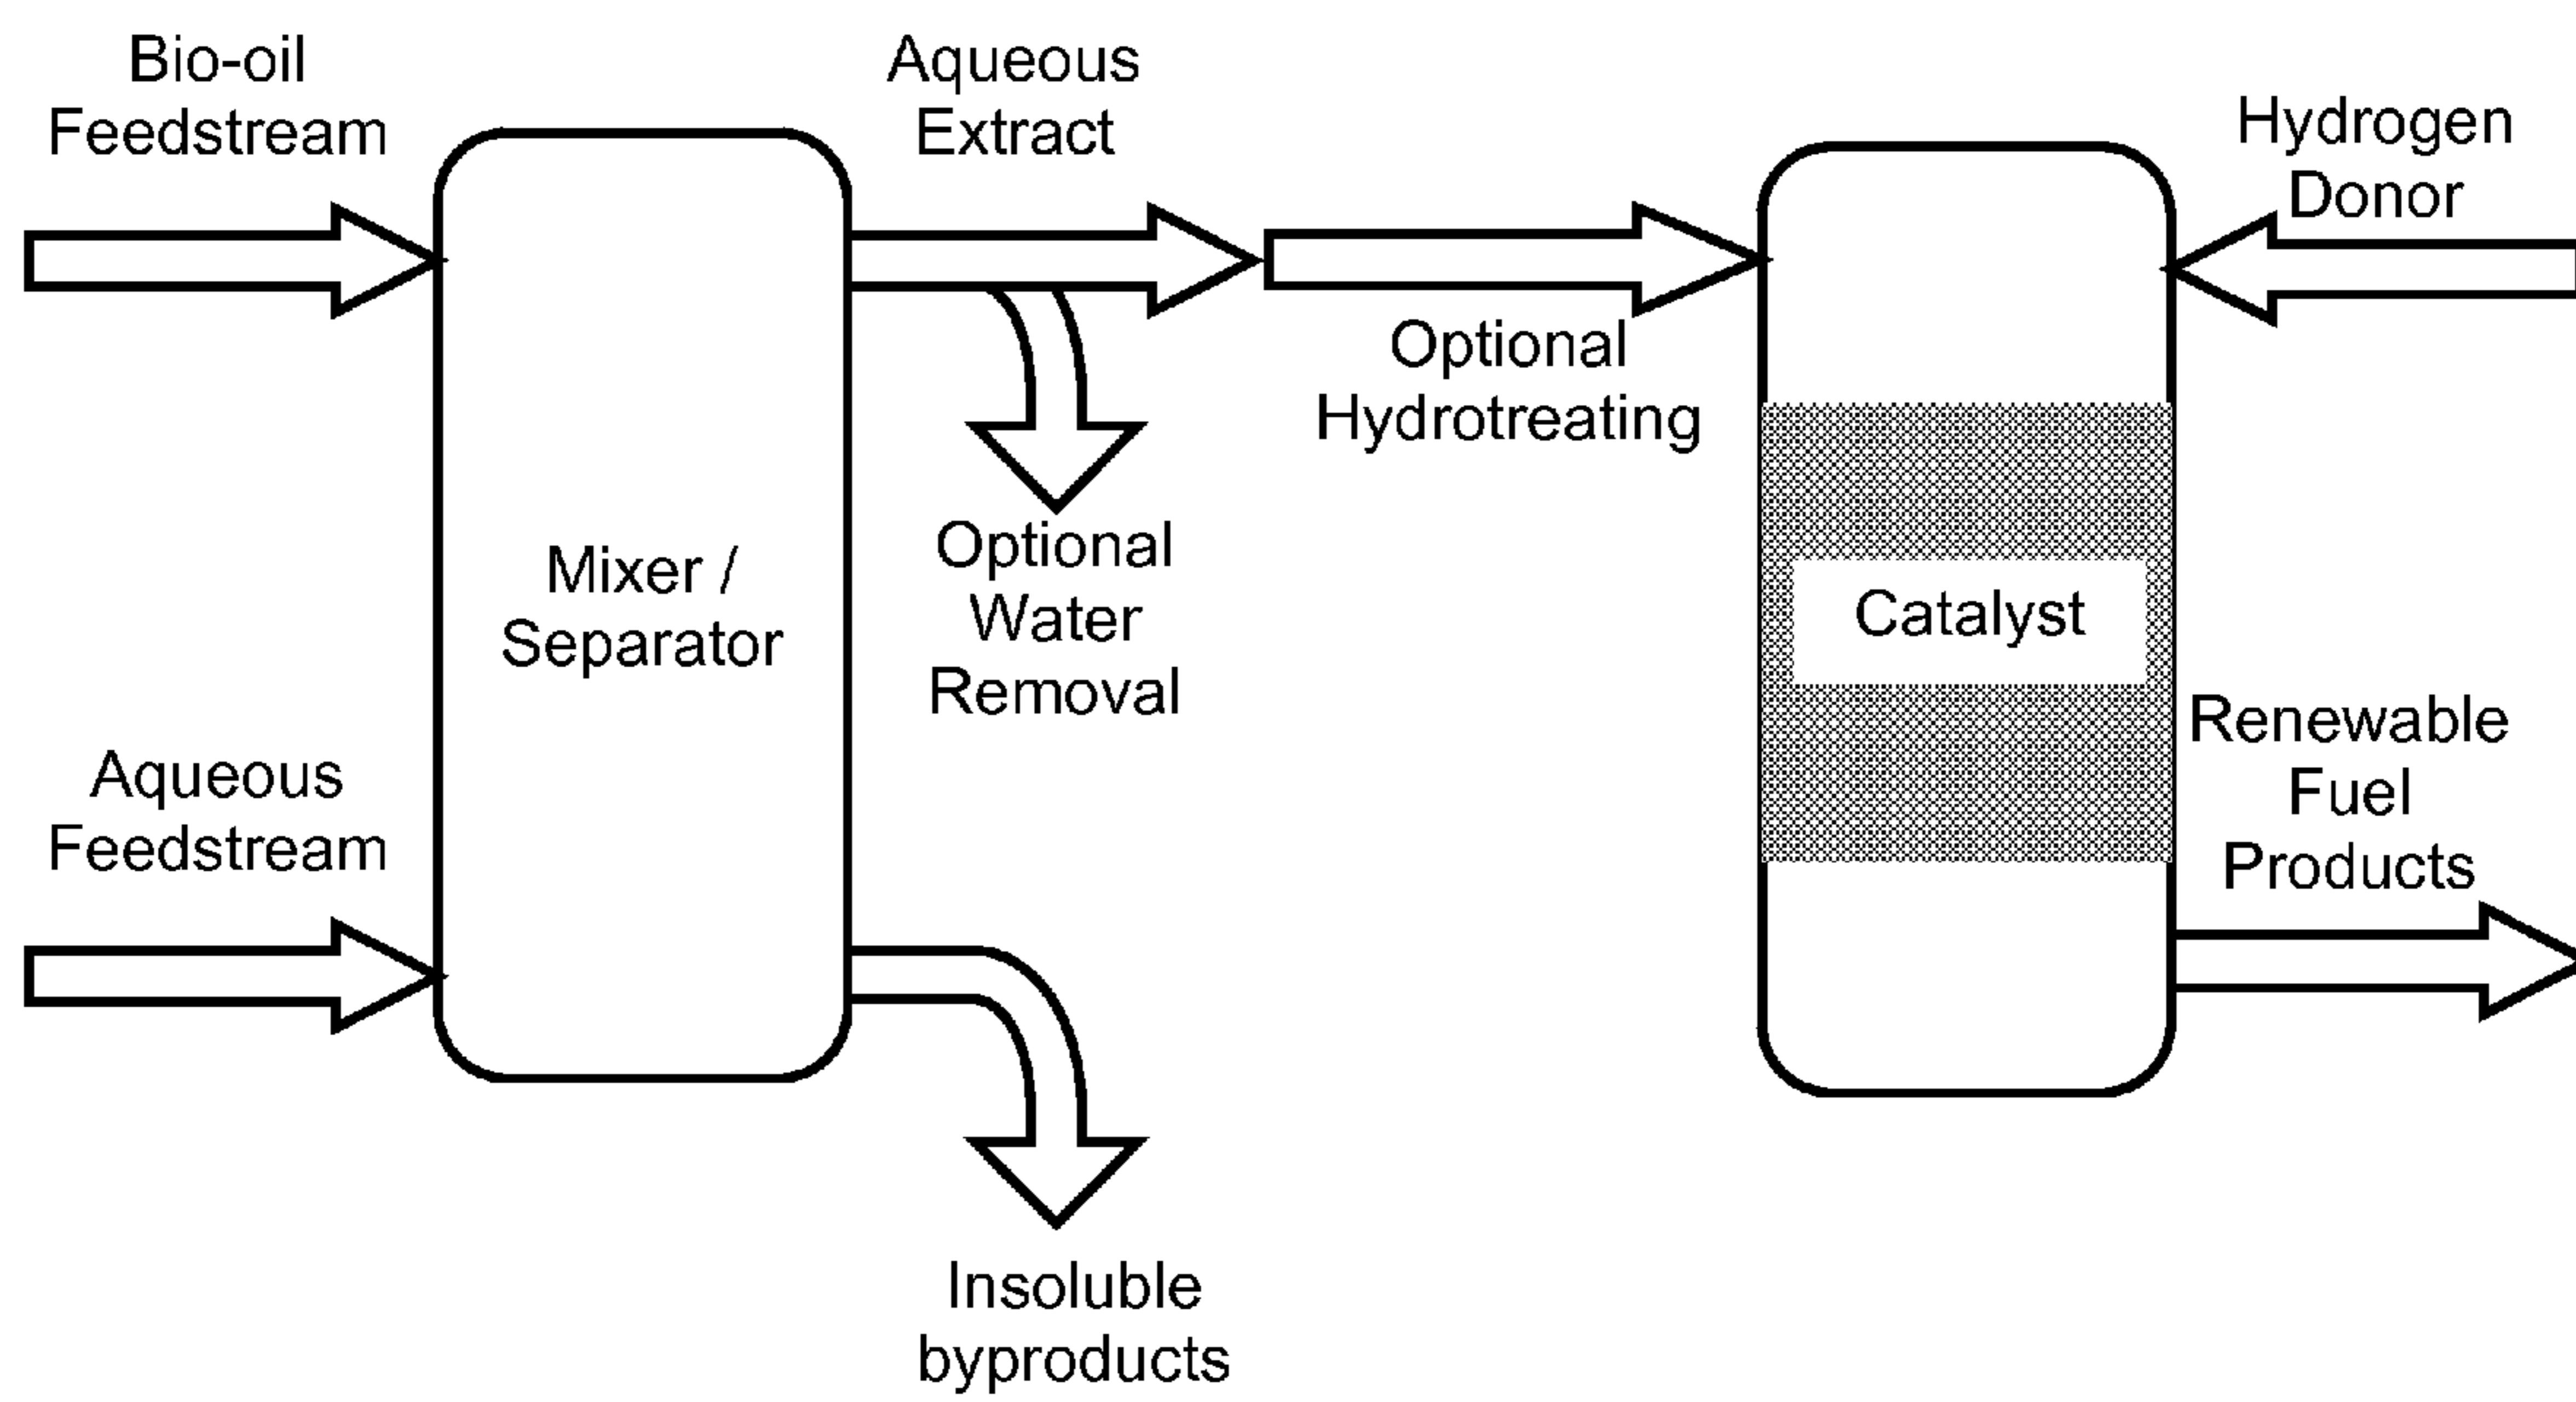 Bio-oil
Feedstream
Aqueous
Extract
Hydrogen
Donor
Optional
Hydrotreating
Mixer /
Separator
Optional
Water
Removal
Catalyst
Aqueous
Feedstream
Renewable
Fuel
Products
Insoluble
byproducts